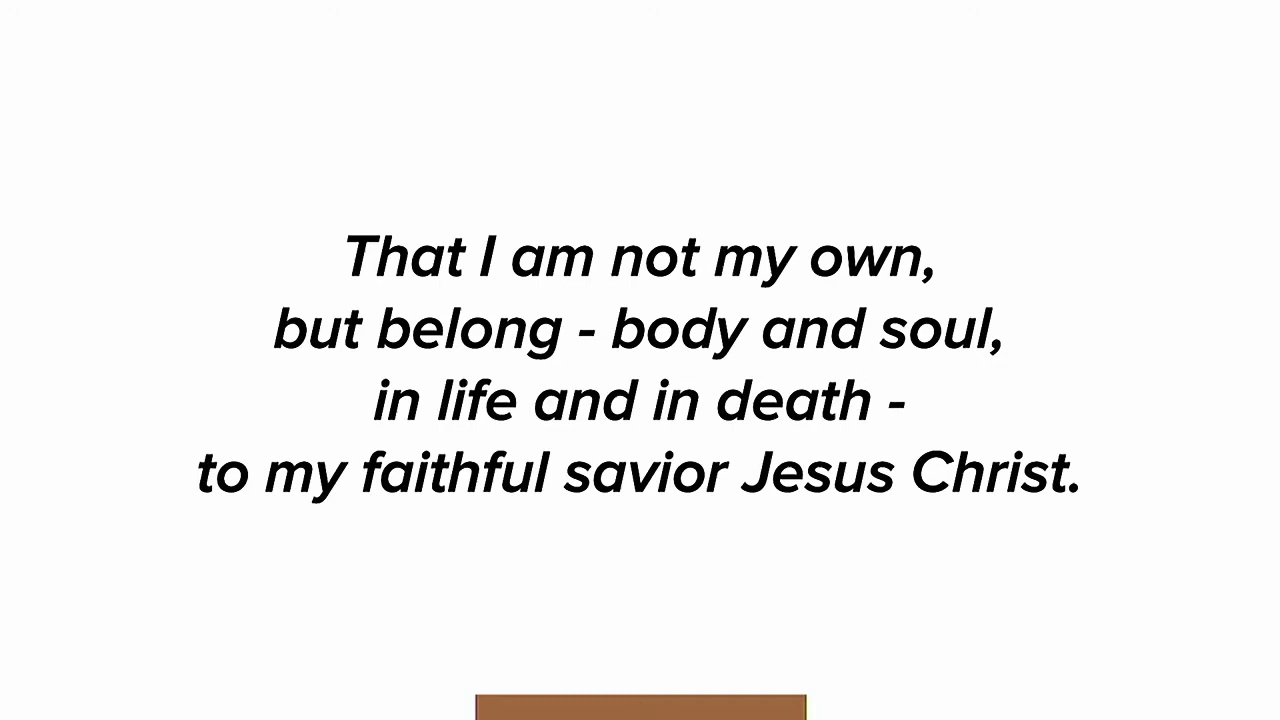 That I am not my own,
but belong - body and soul,
in life and in death -
to my faithful savior Jesus Christ.